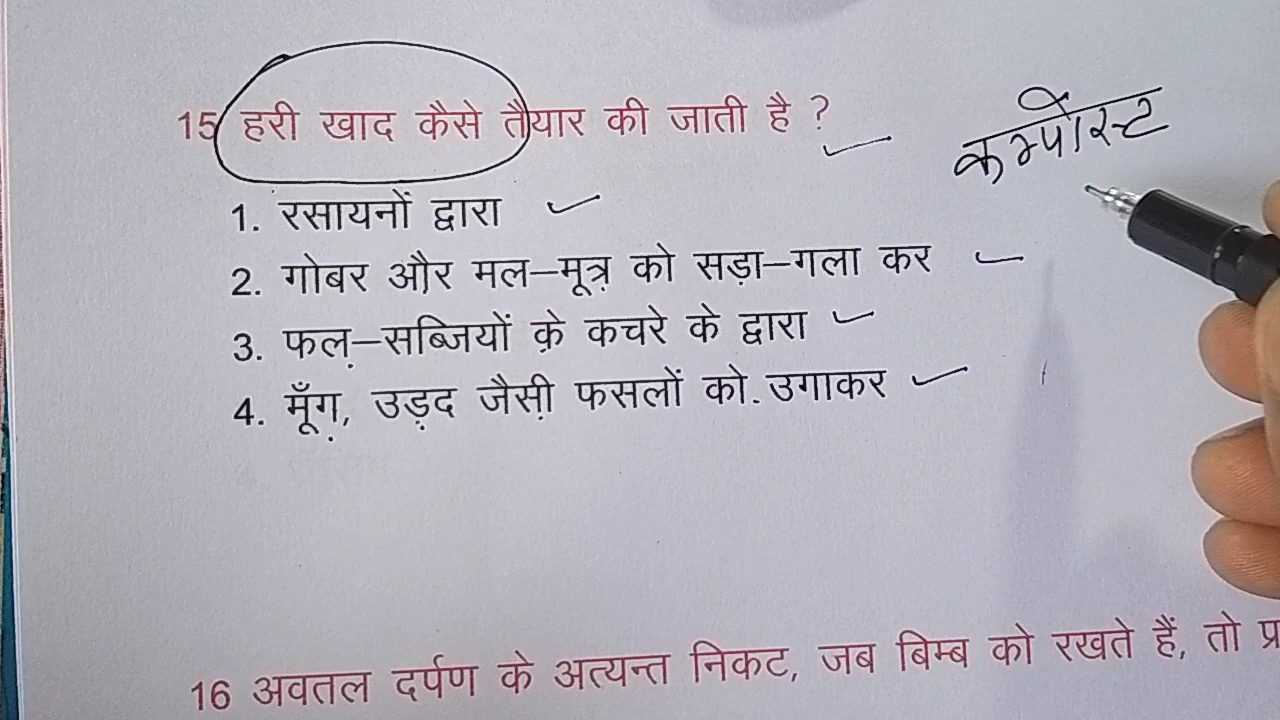 15 हरी खाद कैसे तैयार की जाती है ?
कम्पोस्ट
1. रसायनों द्वारा
2. गोबर और मल–मूत्र को सड़ा–गला कर
3. फल–सब्जियों के कचरे के द्वारा
4. मूँग, उड़द जैसी फसलों को उगाकर
16 अवतल दर्पण के अत्यन्त निकट, जब बिम्ब को रखते हैं, तो